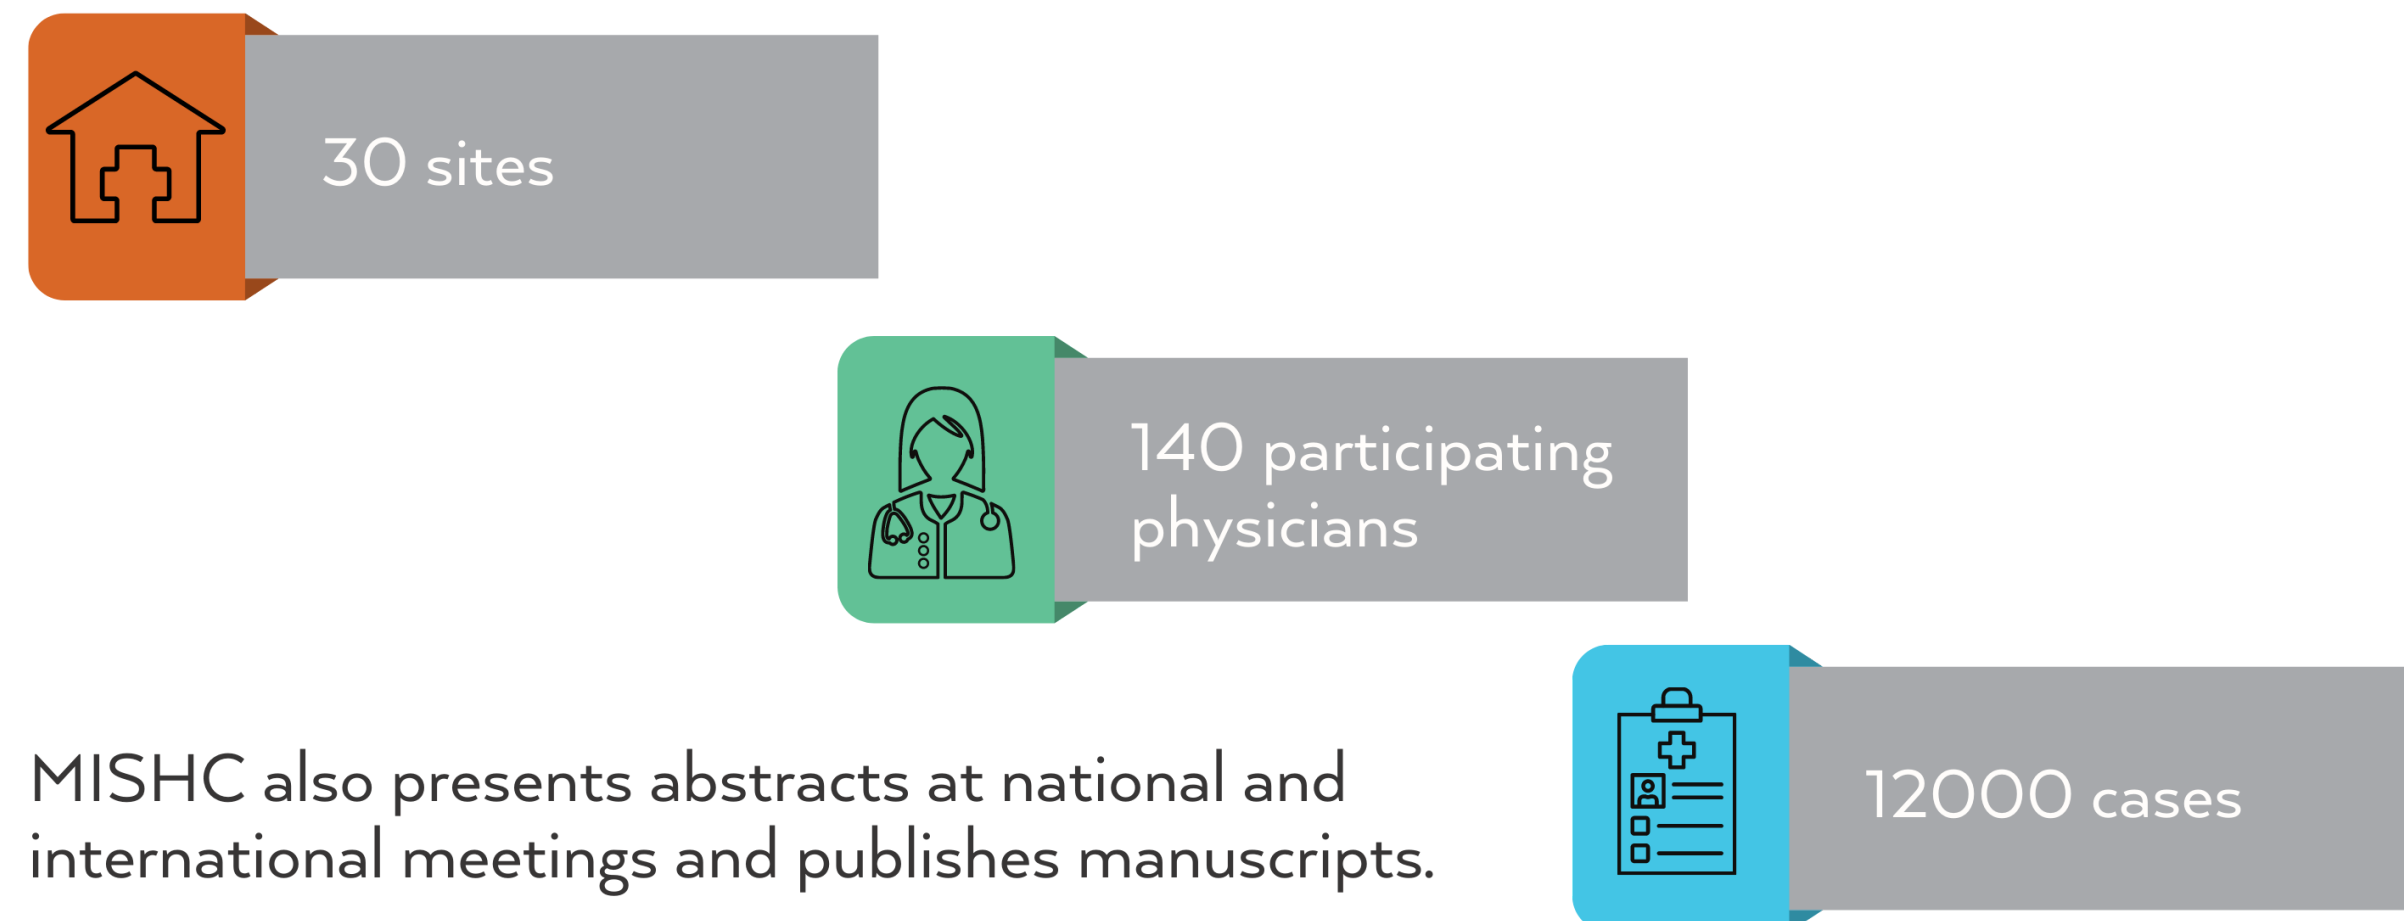 30 sites
140 participating
physicians
12000 cases
MISHC also presents abstracts at national and
international meetings and publishes manuscripts.